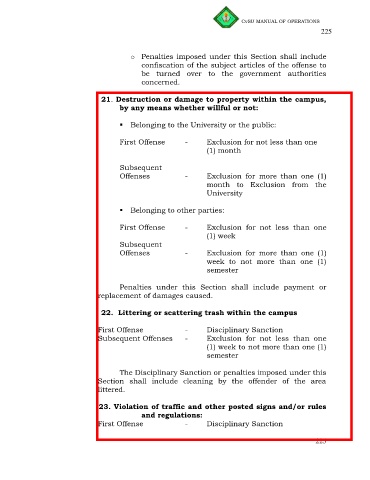 CvSU MANUAL OF OPERATIONS
225
o Penalties imposed under this Section shall include
confiscation of the subject articles of the offense to
be turned over to the government authorities
concerned.
21. Destruction or damage to property within the campus,
by any means whether willful or not:
▪ Belonging to the University or the public:
First Offense - Exclusion for not less than one
(1) month
Subsequent
Offenses - Exclusion for more than one (1)
month to Exclusion from the
University
▪ Belonging to other parties:
First Offense - Exclusion for not less than one
(1) week
Subsequent
Offenses - Exclusion for more than one (1)
week to not more than one (1)
semester
Penalties under this Section shall include payment or
replacement of damages caused.
22. Littering or scattering trash within the campus
First Offense - Disciplinary Sanction
Subsequent Offenses - Exclusion for not less than one
(1) week to not more than one (1)
semester
The Disciplinary Sanction or penalties imposed under this
Section shall include cleaning by the offender of the area
littered.
23. Violation of traffic and other posted signs and/or rules
and regulations:
First Offense - Disciplinary Sanction